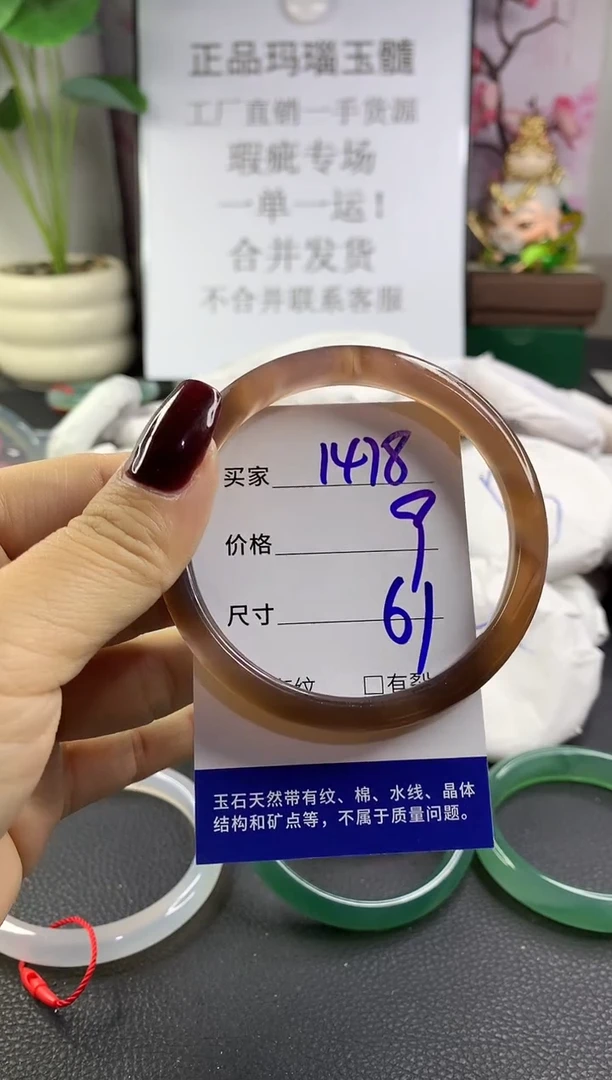 正品玛瑙玉髓
工厂直销一手货源
瑕疵专场
一单一运！
合并发货
不合并联系客服
买家 1418
价格 9
尺寸 61
纹 □有裂
玉石天然带有纹、棉、水线、晶体
结构和矿点等，不属于质量问题。